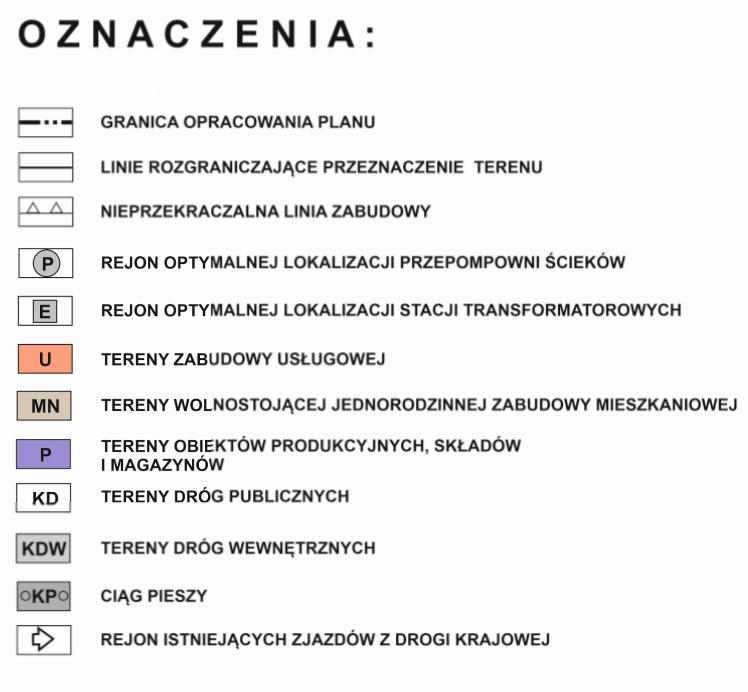 OZNACZENIA:
GRANICA OPRACOWANIA PLANU
LINIE ROZGRANICZAJĄCE PRZEZNACZENIE TERENU
NIEPRZEKRACZALNA LINIA ZABUDOWY
P REJON OPTYMALNEJ LOKALIZACJI PRZEPOMPOWNI ŚCIEKÓW
E REJON OPTYMALNEJ LOKALIZACJI STACJI TRANSFORMATOROWYCH
U TERENY ZABUDOWY USŁUGOWEJ
MN TERENY WOLNOSTOJĄCEJ JEDNORODZINNEJ ZABUDOWY MIESZKANIOWEJ
P TERENY OBIEKTÓW PRODUKCYJNYCH, SKŁADÓW
I MAGAZYNÓW
KD TERENY DRÓG PUBLICZNYCH
KDW TERENY DRÓG WEWNĘTRZNYCH
KP CIĄG PIESZY
REJON ISTNIEJĄCYCH ZJAZDÓW Z DROGI KRAJOWEJ